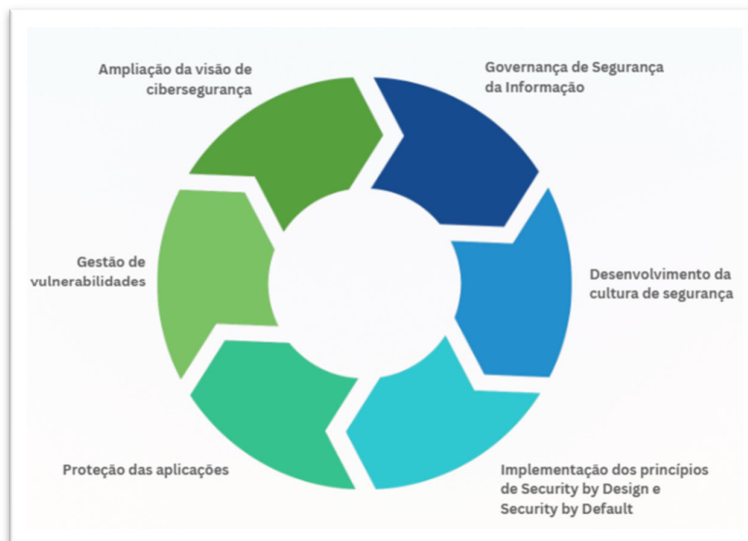 Ampliação da visão de
cibersegurança
Governança de Segurança
da Informação
Gestão de
vulnerabilidades
Desenvolvimento da
cultura de segurança
Proteção das aplicações
Implementação dos princípios
de Security by Design e
Security by Default